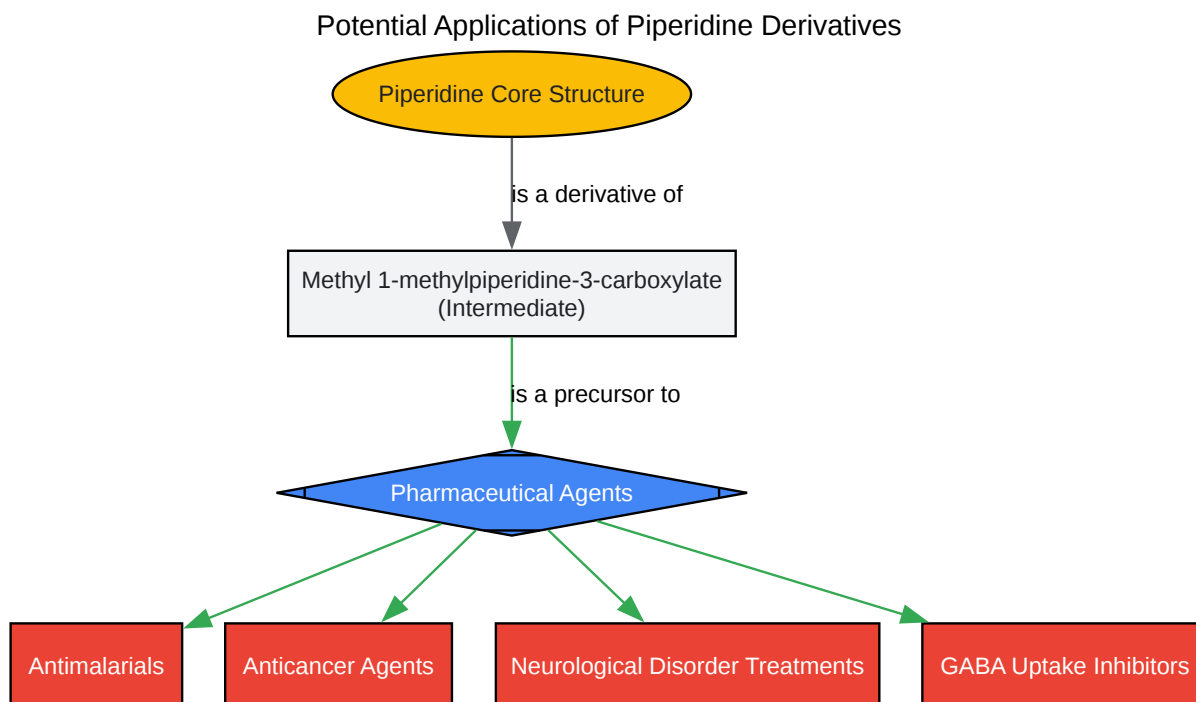 Potential Applications of Piperidine Derivatives
Piperidine Core Structure
is a derivative of
Methyl 1-methylpiperidine-3-carboxylate
(Intermediate)
is a precursor to
Pharmaceutical Agents
Antimalarials
Anticancer Agents
Neurological Disorder Treatments
GABA Uptake Inhibitors